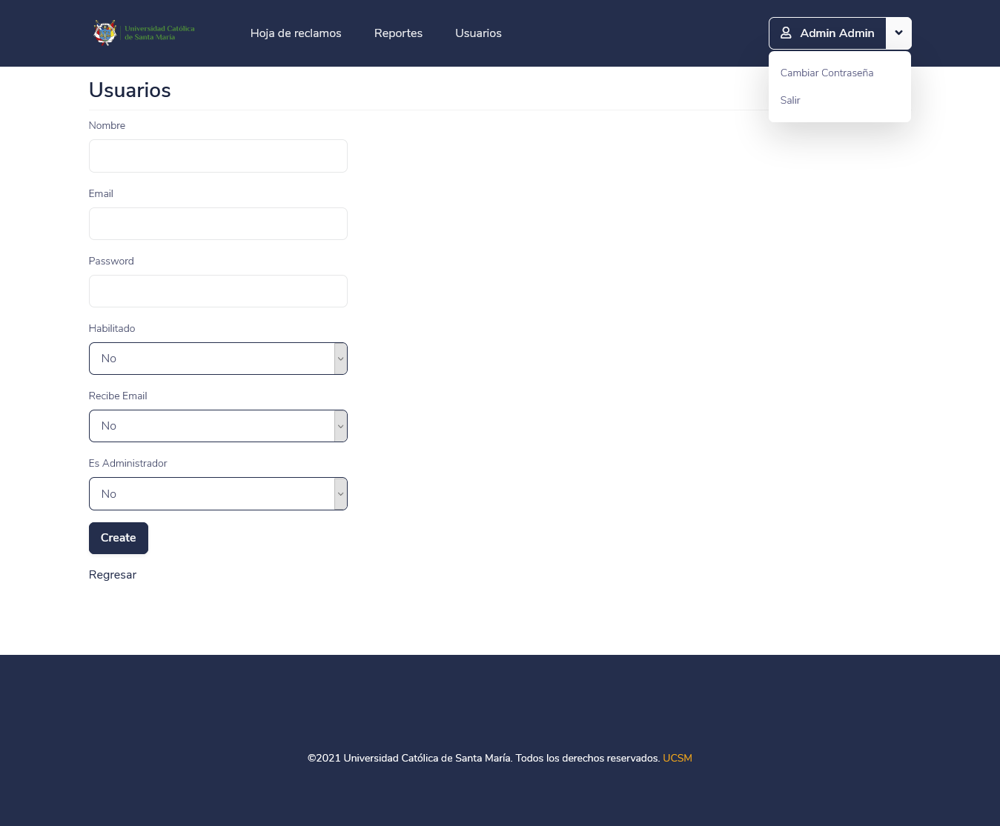 Universidad Católica
de Santa María
Hoja de reclamos
Reportes
Usuarios
Admin Admin
Cambiar Contraseña
Salir
Usuarios
Nombre
Email
Password
Habilitado
No
Recibe Email
No
Es Administrador
No
Create
Regresar
©2021 Universidad Católica de Santa María. Todos los derechos reservados. UCSM